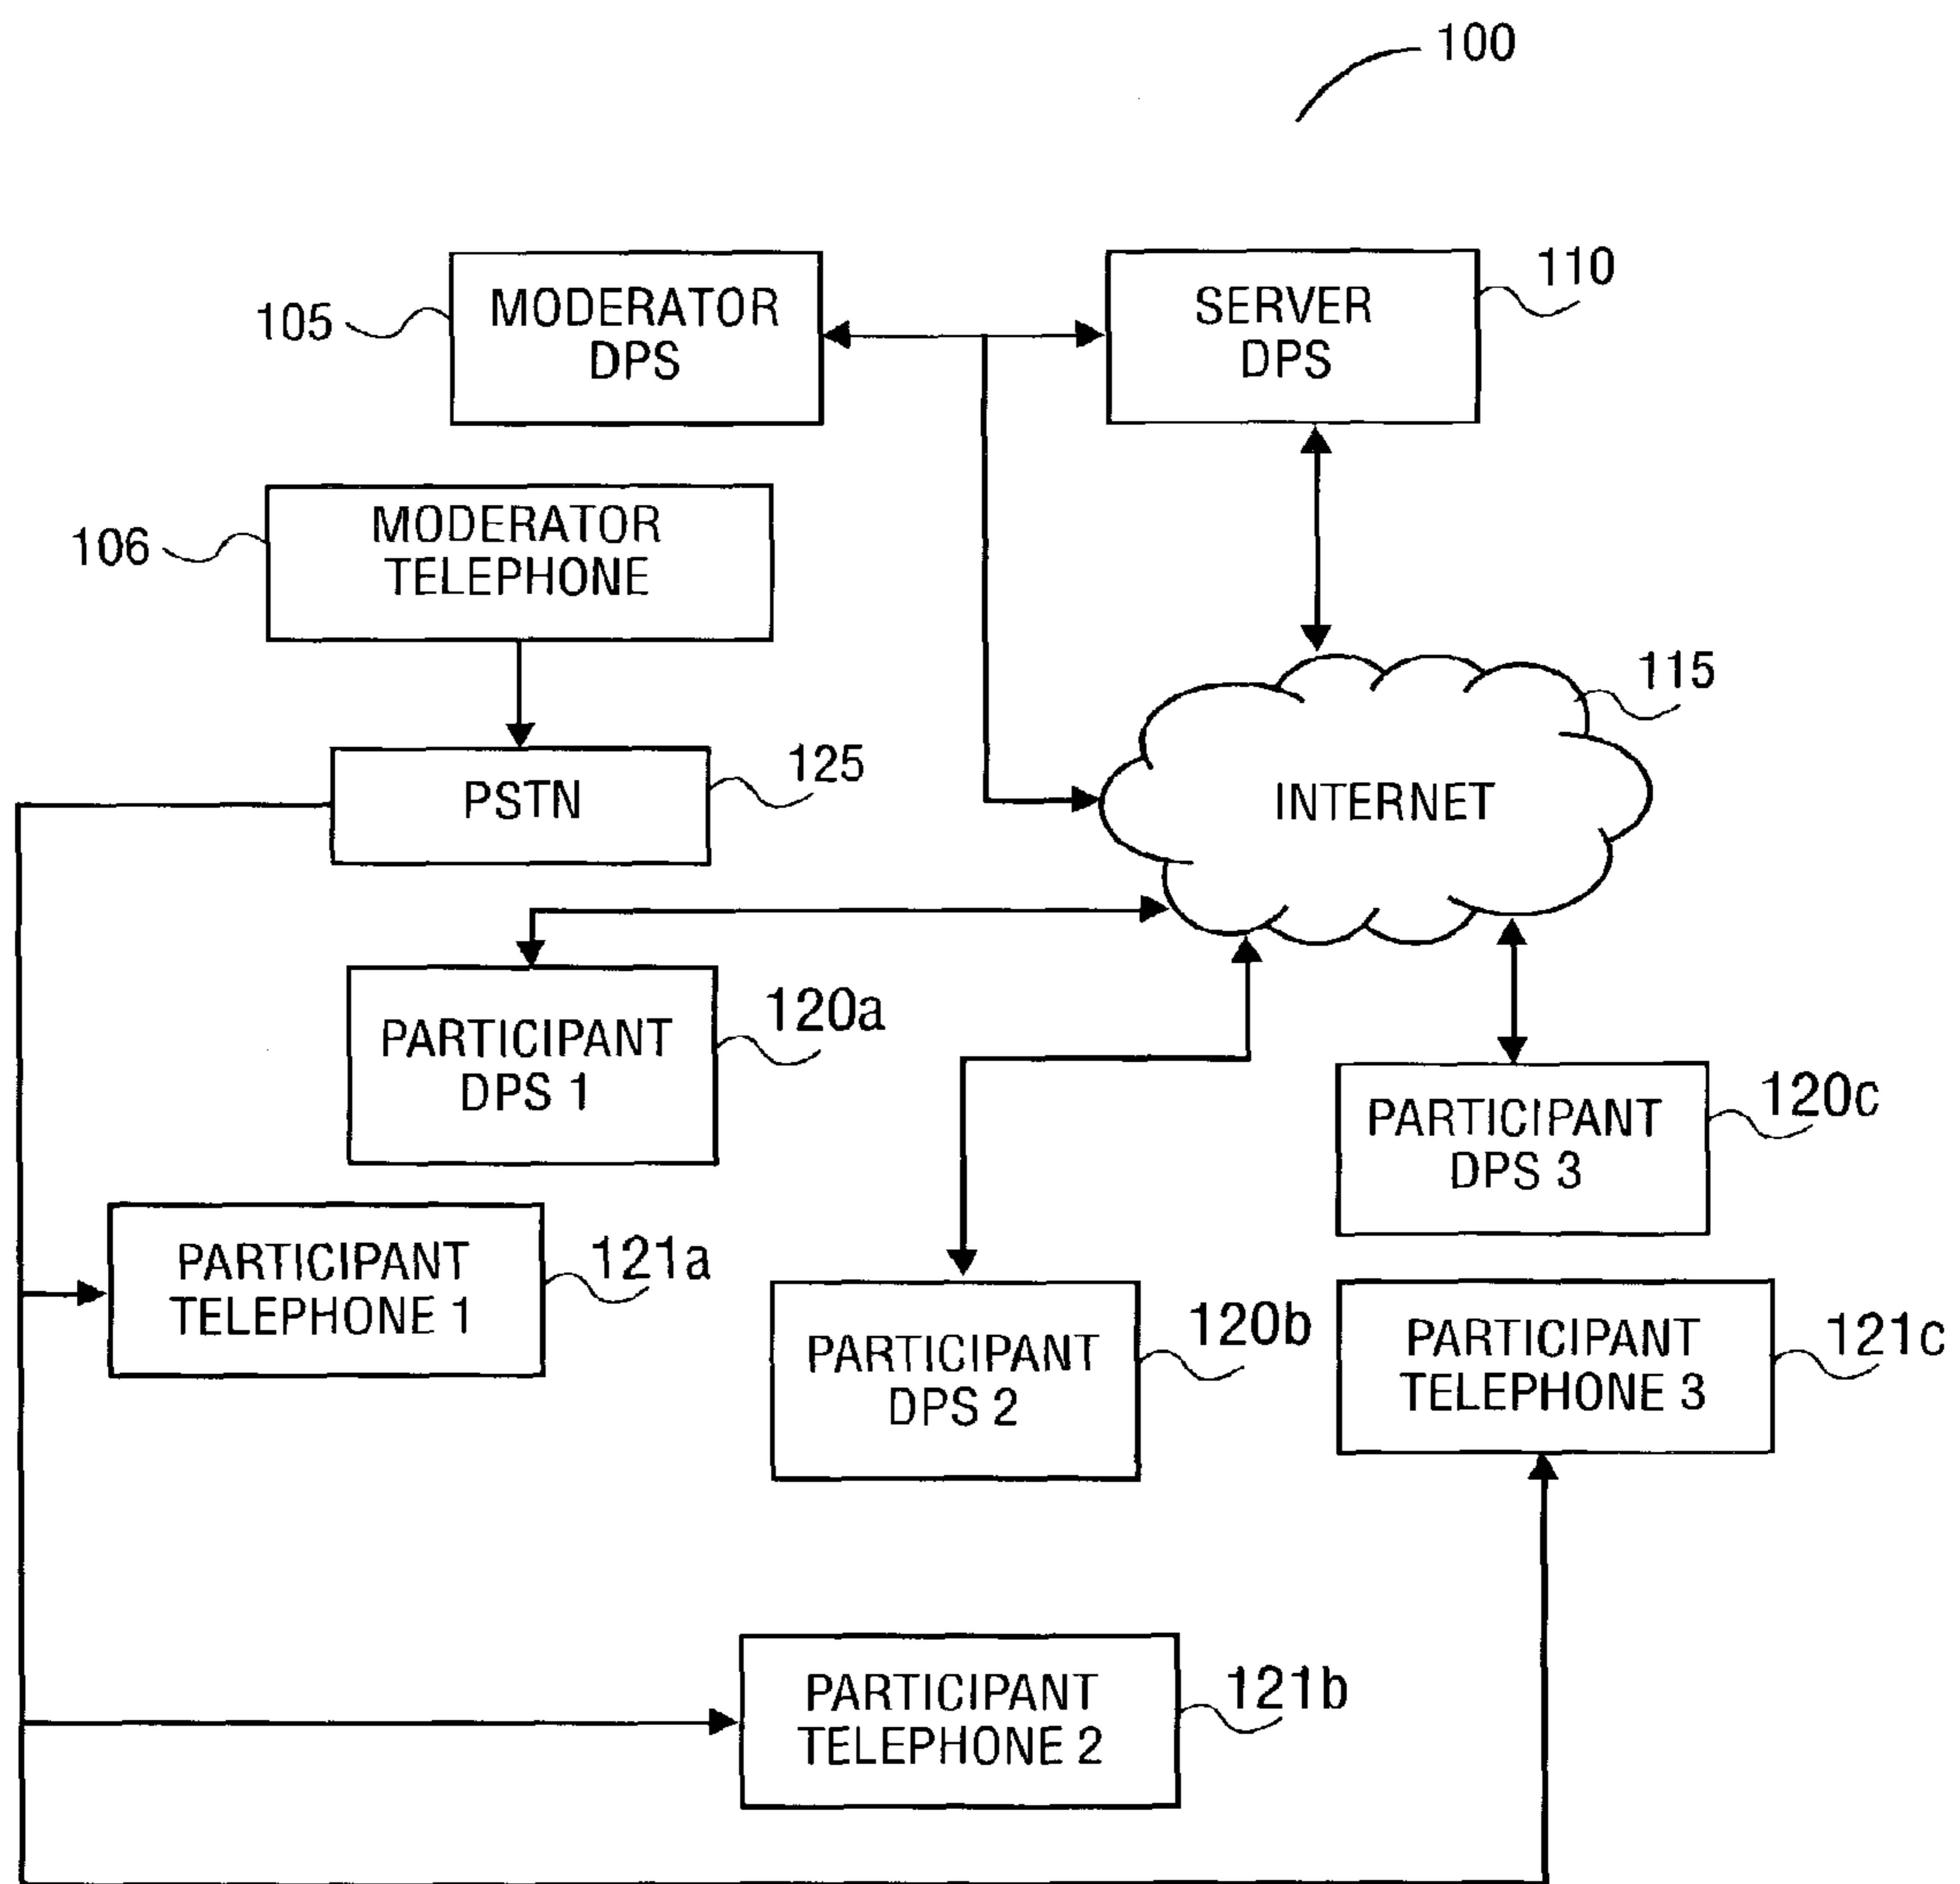 100
MODERATOR
DPS
105
SERVER
DPS
110
MODERATOR
TELEPHONE
106
PSTN
125
INTERNET
115
PARTICIPANT
DPS 1
120a
PARTICIPANT
DPS 3
120c
PARTICIPANT
TELEPHONE 1
121a
PARTICIPANT
DPS 2
120b
PARTICIPANT
TELEPHONE 3
121c
PARTICIPANT
TELEPHONE 2
121b